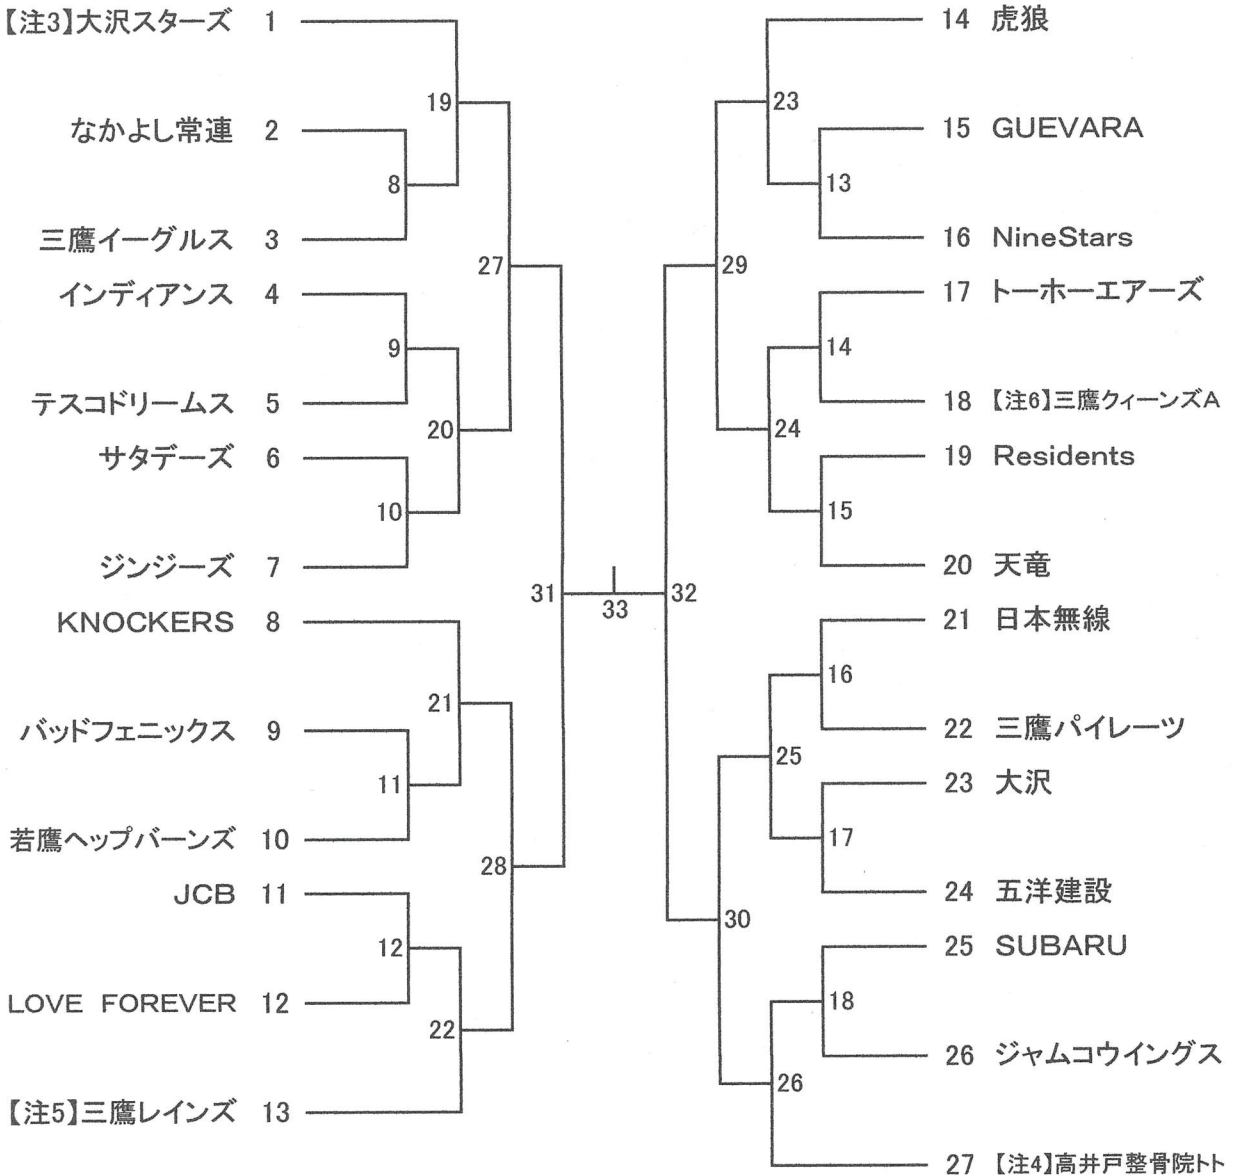 【注3】大沢スターズ 1
なかよし常連 2
三鷹イーグルス 3
インディアンス 4
テスコドリームス 5
サタデーズ 6
ジンジーズ 7
KNOCKERS 8
バッドフェニックス 9
若鷹ヘップバーンズ 10
JCB 11
LOVE FOREVER 12
【注5】三鷹レインズ 13
8
9
10
11
12
19
20
21
22
27
28
31
33
32
29
30
23
24
25
26
13
14
15
16
17
18
14 虎狼
15 GUEVARA
16 NineStars
17 トーホーエアーズ
18 【注6】三鷹クィーンズA
19 Residents
20 天竜
21 日本無線
22 三鷹パイレーツ
23 大沢
24 五洋建設
25 SUBARU
26 ジャムコウイングス
27 【注4】高井戸整骨院トト